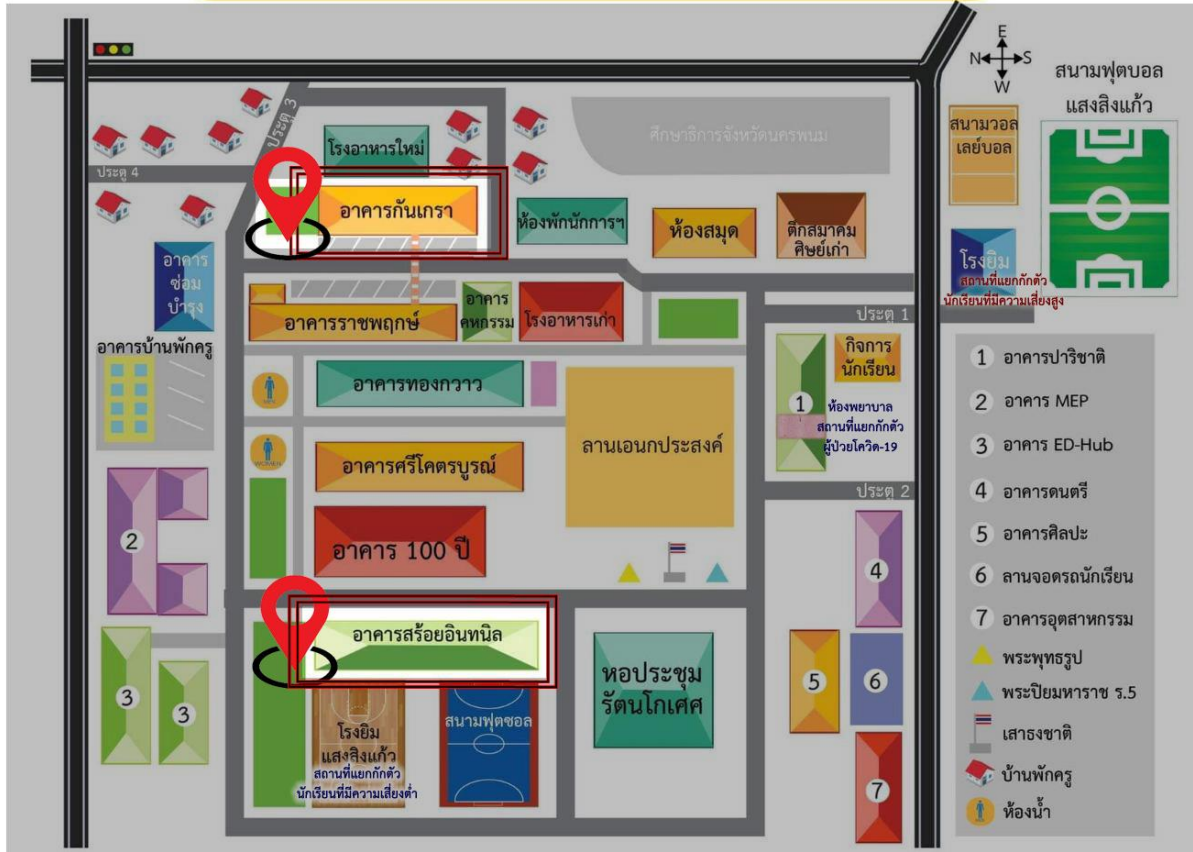 E
N
S
W
สนามฟุตบอล
แสงสิงแก้ว
สนามวอล
เลย์บอล
ประตู 3
ศึกษาธิการจังหวัดนครพนม
โรงอาหารใหม่
ประตู 4
อาคารกันเกรา
ห้องพักนักการฯ
ห้องสมุด
ตึกสมาคม
ศิษย์เก่า
อาคาร
ซ่อม
บำรุง
โรงยิม
สถานที่แยกกักตัว
นักเรียนที่มีความเสี่ยงสูง
อาคาร
คหกรรม
อาคารราชพฤกษ์
โรงอาหารเก่า
ประตู 1
อาคารบ้านพักครู
กิจการ
นักเรียน
อาคารทองกวาว
MEN
1
ห้องพยาบาล
สถานที่แยกกักตัว
ผู้ป่วยโควิด-19
ลานเอนกประสงค์
WOMEN
อาคารศรีโคตรบูรณ์
ประตู 2
2
อาคาร 100 ปี
4
อาคารสร้อยอินทนิล
หอประชุม
รัตนโกเศศ
3
3
5
6
โรงยิม
แสงสิงแก้ว
สถานที่แยกกักตัว
นักเรียนที่มีความเสี่ยงต่ำ
สนามฟุตซอล
7
1 อาคารปาริชาติ
2 อาคาร MEP
3 อาคาร ED-Hub
4 อาคารดนตรี
5 อาคารศิลปะ
6 ลานจอดรถนักเรียน
7 อาคารอุตสาหกรรม
พระพุทธรูป
พระปิยมหาราช ร.5
เสาธงชาติ
บ้านพักครู
ห้องน้ำ